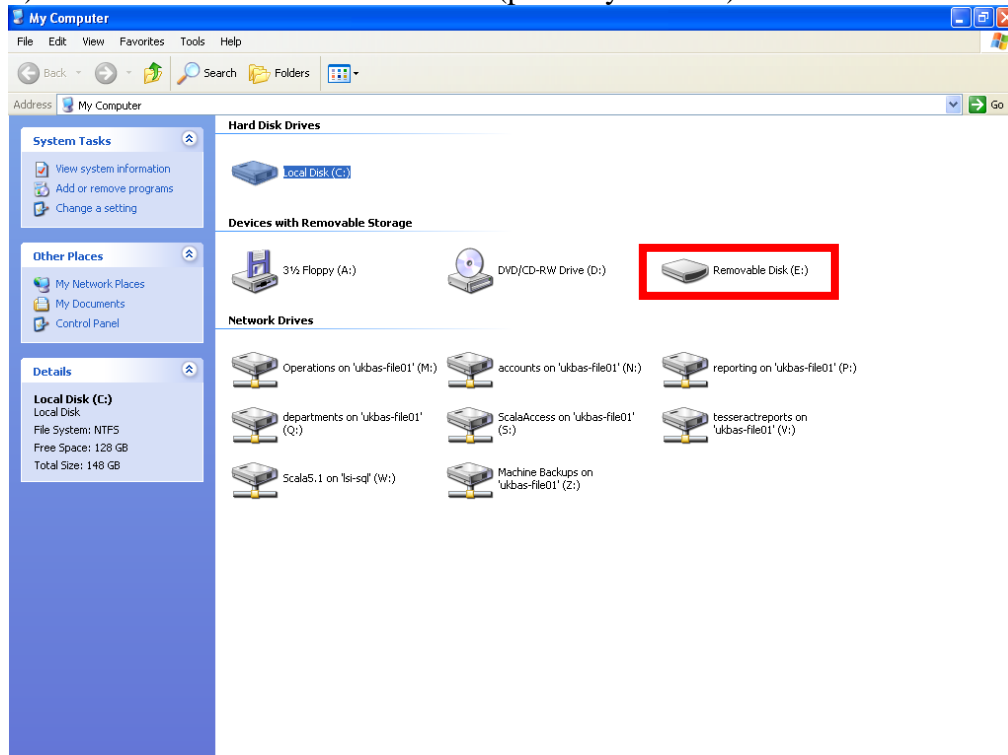 My Computer
File Edit View Favorites Tools Help
Back Search Folders
Address My Computer Go
System Tasks
View system information
Add or remove programs
Change a setting
Other Places
My Network Places
My Documents
Control Panel
Details
Local Disk (C:)
Local Disk
File System: NTFS
Free Space: 128 GB
Total Size: 148 GB
Hard Disk Drives
Local Disk (C:)
Devices with Removable Storage
3½ Floppy (A:)
DVD/CD-RW Drive (D:)
Removable Disk (E:)
Network Drives
Operations on 'ukbas-file01' (M:)
accounts on 'ukbas-file01' (N:)
reporting on 'ukbas-file01' (P:)
departments on 'ukbas-file01'
(Q:)
ScalaAccess on 'ukbas-file01'
(S:)
tesseractreports on
'ukbas-file01' (V:)
Scala5.1 on 'lsi-sql' (W:)
Machine Backups on
'ukbas-file01' (Z:)